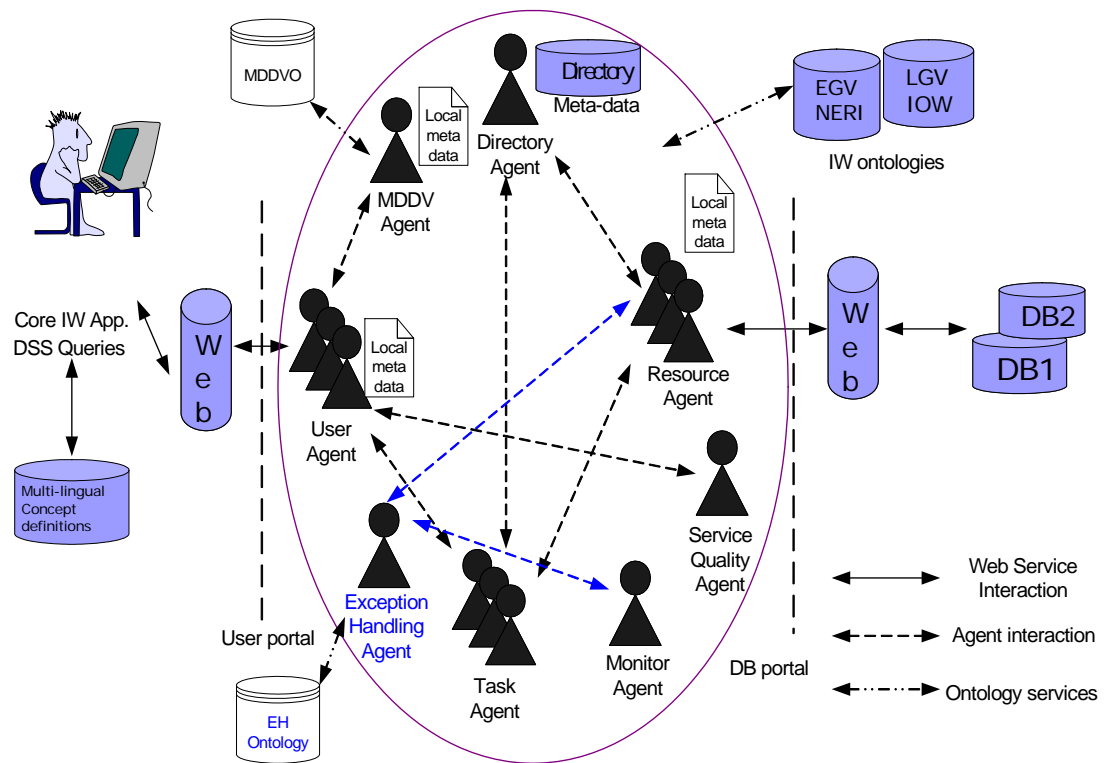 MDDVO
Local
meta
data
Directory
Meta-data
Directory
Agent
MDDV
Agent
EGV
NERI
LGV
IOW
IW ontologies
Local
meta
data
Core IW App.
DSS Queries
Web
Local
meta
data
User
Agent
Resource
Agent
Web
DB2
DB1
Multi-lingual
Concept
definitions
Service
Quality
Agent
Exception
Handling
Agent
User portal
Task
Agent
Monitor
Agent
DB portal
EH
Ontology
Web Service
Interaction
Agent interaction
Ontology services